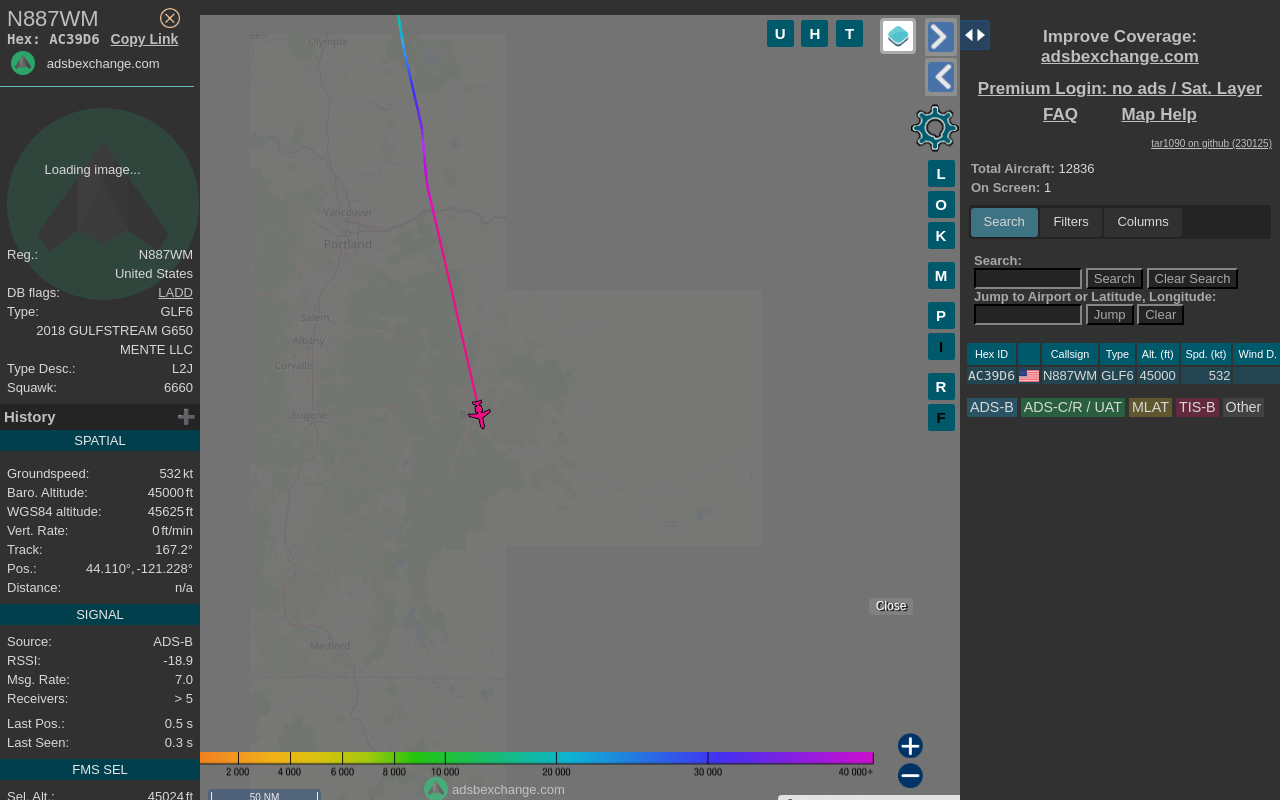 N887WM
Hex: AC39D6 Copy Link
adsbexchange.com
Loading image...
Reg.: N887WM
United States
DB flags: LADD
Type: GLF6
2018 GULFSTREAM G650
MENTE LLC
Type Desc.: L2J
Squawk: 6660
History
SPATIAL
Groundspeed: 532 kt
Baro. Altitude: 45000 ft
WGS84 altitude: 45625 ft
Vert. Rate: 0 ft/min
Track: 167.2°
Pos.: 44.110°, -121.228°
Distance: n/a
SIGNAL
Source: ADS-B
RSSI: -18.9
Msg. Rate: 7.0
Receivers: > 5
Last Pos.: 0.5 s
Last Seen: 0.3 s
FMS SEL
Sel. Alt.: 45024 ft
Olympia
Vancouver
Portland
Salem
Albany
Corvallis
Eugene
Medford
U H T
L
O
K
M
P
I
R
F
Close
2 000 4 000 6 000 8 000 10 000 20 000 30 000 40 000+
adsbexchange.com
50 NM
Improve Coverage:
adsbexchange.com
Premium Login: no ads / Sat. Layer
FAQ Map Help
tar1090 on github (230125)
Total Aircraft: 12836
On Screen: 1
Search Filters Columns
Search:
Search Clear Search
Jump to Airport or Latitude, Longitude:
Jump Clear
Hex ID Callsign Type Alt. (ft) Spd. (kt) Wind D.
AC39D6 N887WM GLF6 45000 532
ADS-B ADS-C/R / UAT MLAT TIS-B Other